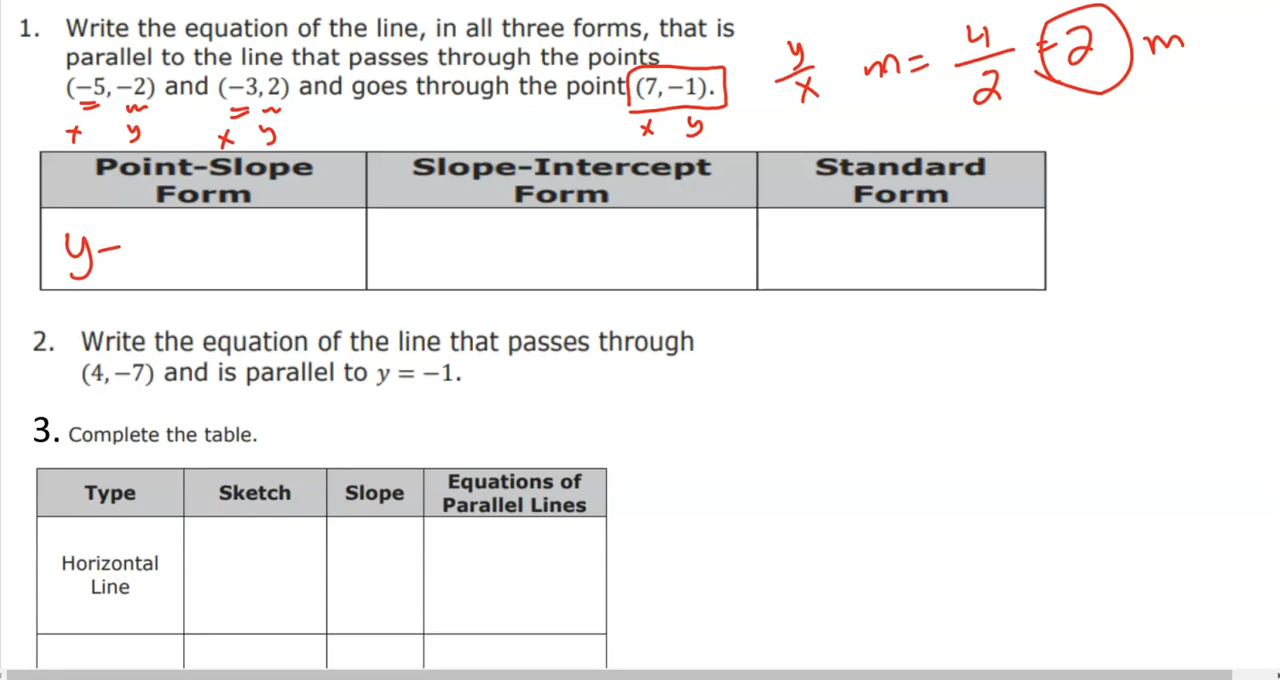 1. Write the equation of the line, in all three forms, that is
parallel to the line that passes through the points
(−5, −2) and (−3, 2) and goes through the point (7, −1).
x y x y x y
y/x m = 4/2 = 2 m
Point-Slope Form
Slope-Intercept Form
Standard Form
y −
2. Write the equation of the line that passes through
(4, −7) and is parallel to y = −1.
3. Complete the table.
Type
Sketch
Slope
Equations of
Parallel Lines
Horizontal
Line